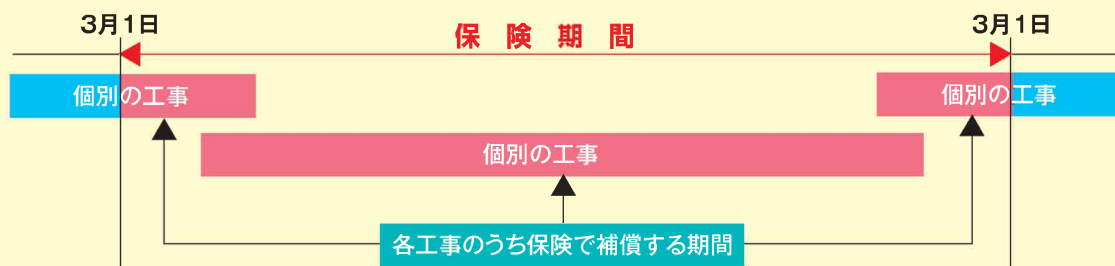 3月1日
保険期間
3月1日
個別の工事
個別の工事
個別の工事
各工事のうち保険で補償する期間